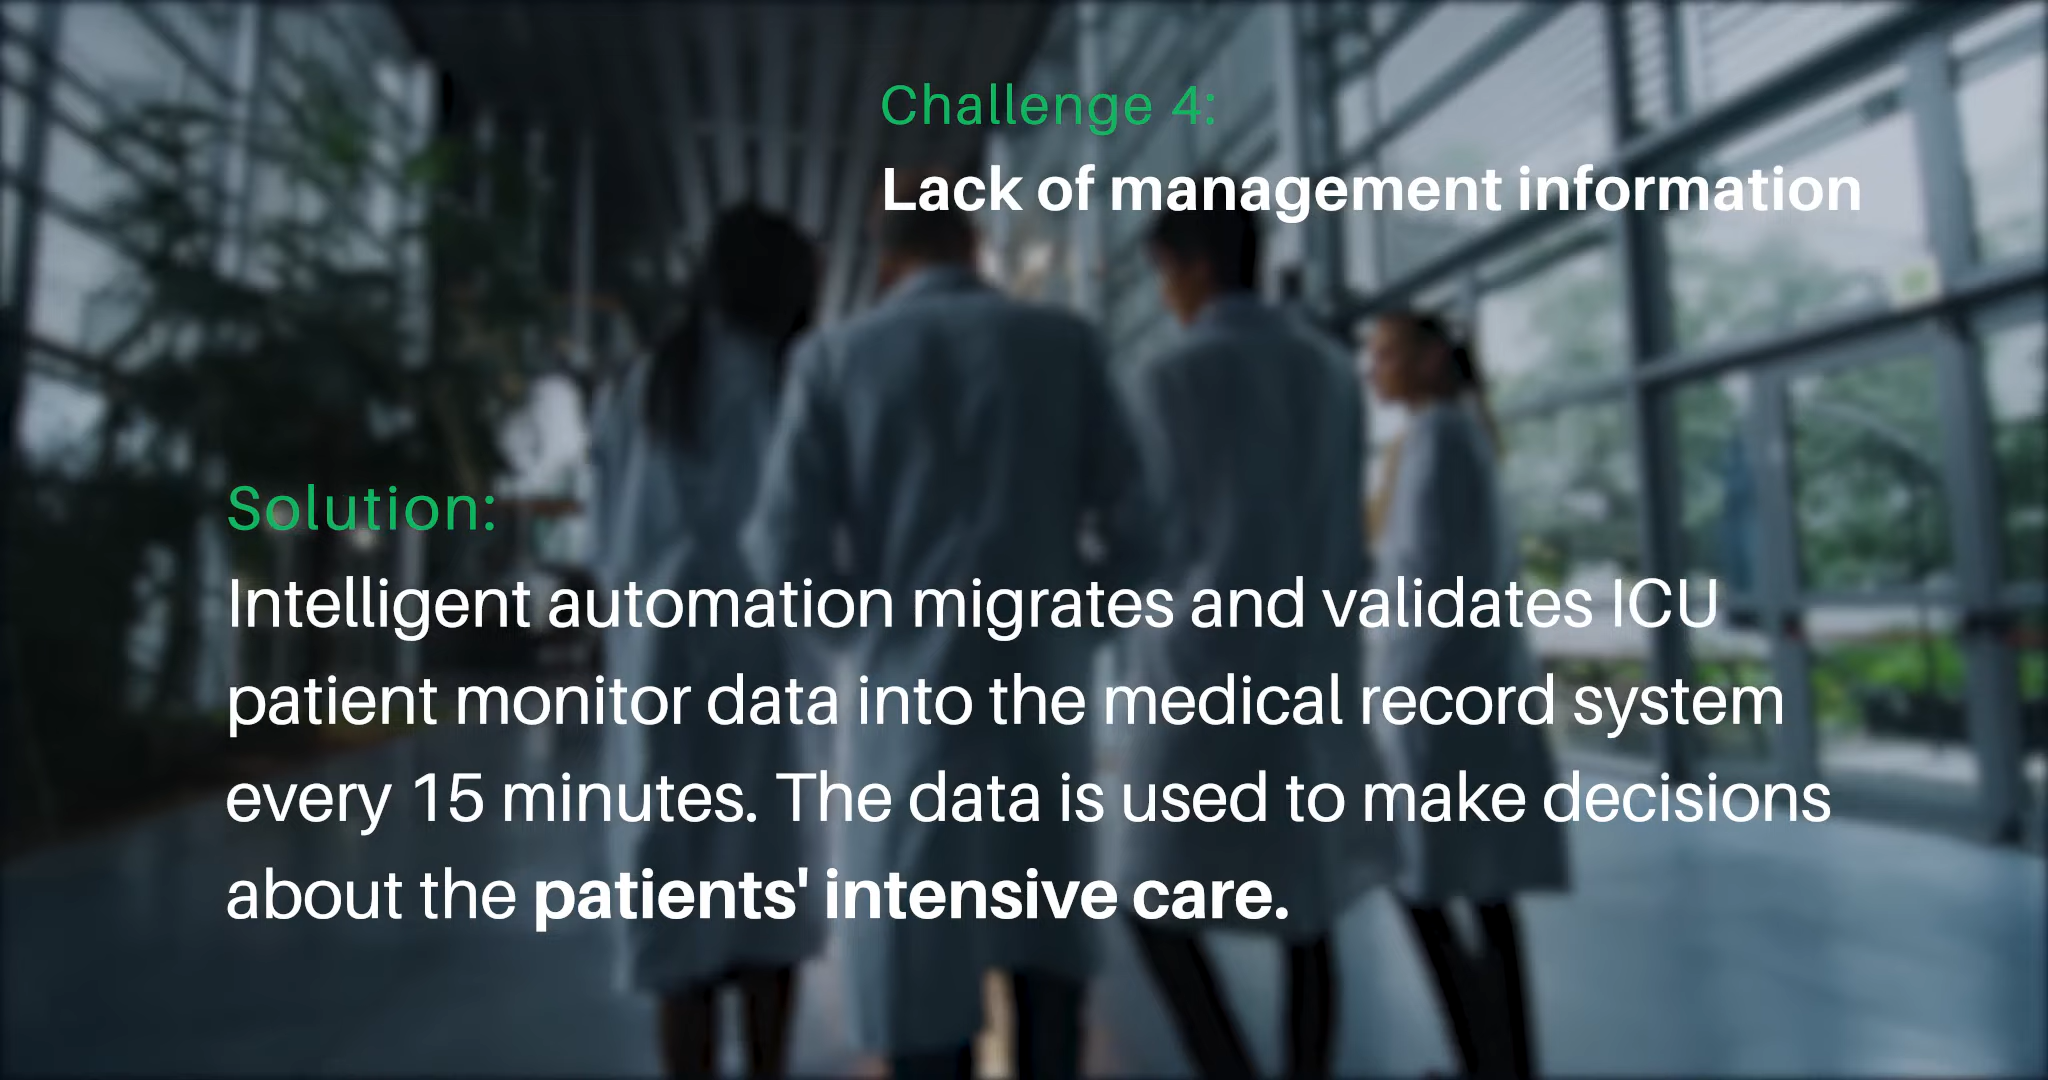 Challenge 4:
Lack of management information
Solution:
Intelligent automation migrates and validates ICU
patient monitor data into the medical record system
every 15 minutes. The data is used to make decisions
about the patients' intensive care.